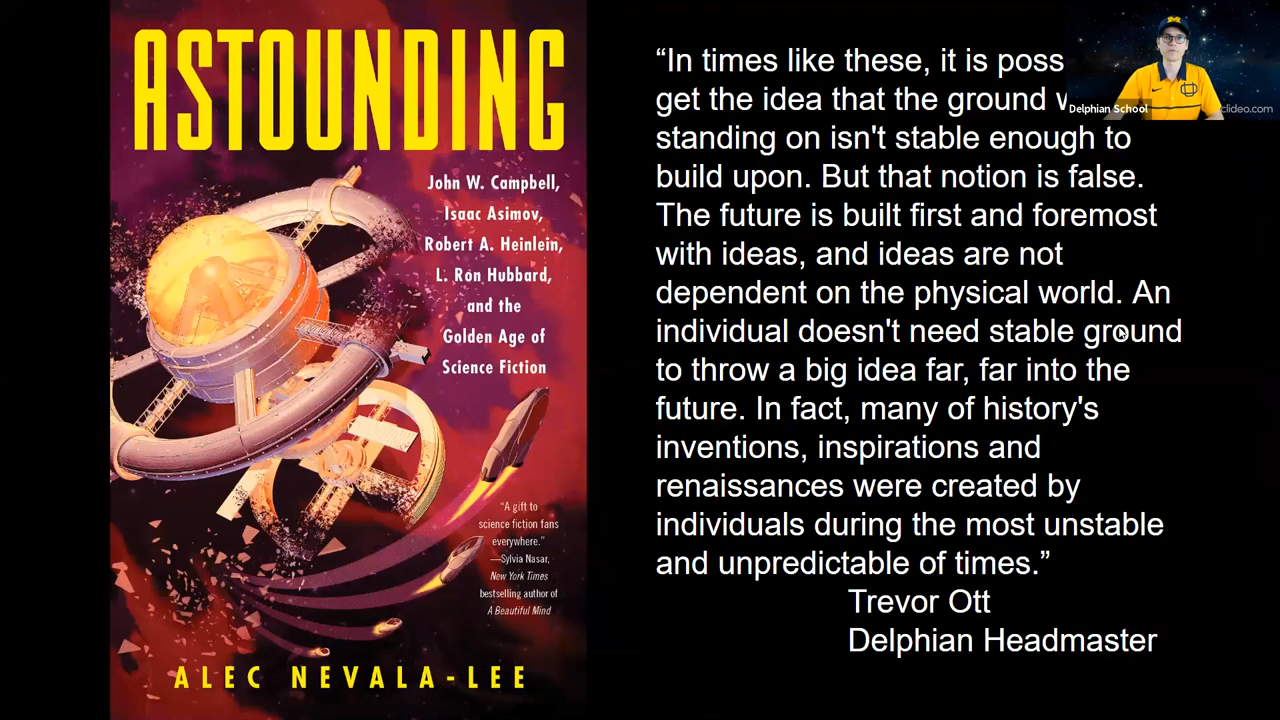 ASTOUNDING
John W. Campbell,
Isaac Asimov,
Robert A. Heinlein,
L. Ron Hubbard,
and the
Golden Age of
Science Fiction
“A gift to
science fiction fans
everywhere.”
—Sylvia Nasar,
New York Times
bestselling author of
A Beautiful Mind
ALEC NEVALA-LEE
“In times like these, it is poss
get the idea that the ground w
standing on isn't stable enough to
build upon. But that notion is false.
The future is built first and foremost
with ideas, and ideas are not
dependent on the physical world. An
individual doesn't need stable ground
to throw a big idea far, far into the
future. In fact, many of history's
inventions, inspirations and
renaissances were created by
individuals during the most unstable
and unpredictable of times.”
Trevor Ott
Delphian Headmaster
M
Delphian School
clideo.com